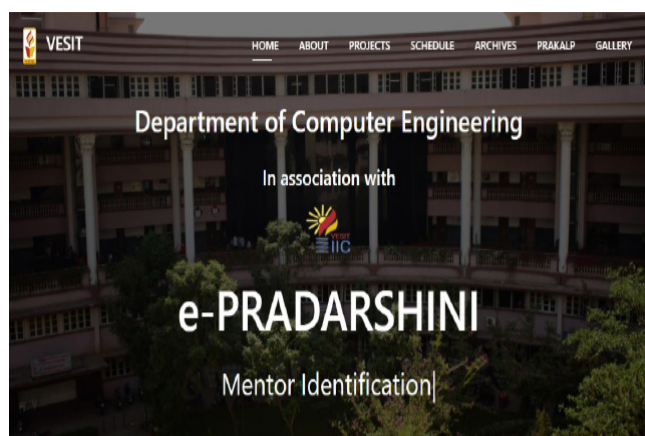 VESIT
HOME ABOUT PROJECTS SCHEDULE ARCHIVES PRAKALP GALLERY
Department of Computer Engineering
In association with
VESIT
IIC
e-PRADARSHINI
Mentor Identification|